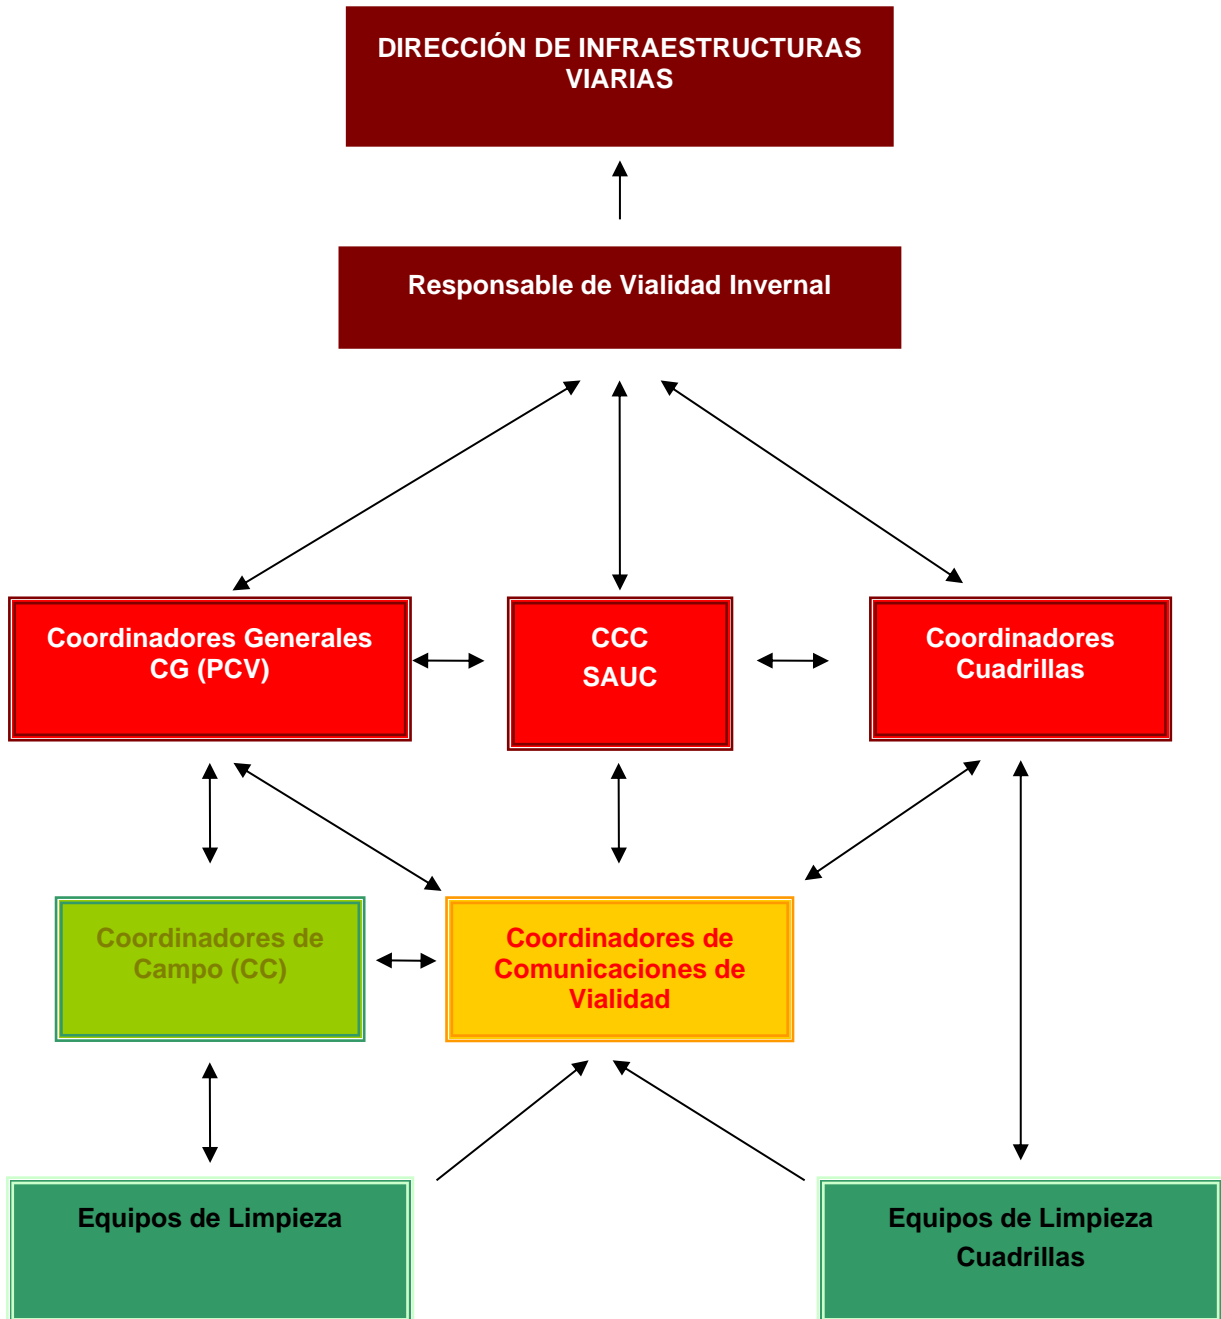 DIRECCIÓN DE INFRAESTRUCTURAS
VIARIAS
Responsable de Vialidad Invernal
Coordinadores Generales
CG (PCV)
CCC
SAUC
Coordinadores
Cuadrillas
Coordinadores de
Campo (CC)
Coordinadores de
Comunicaciones de
Vialidad
Equipos de Limpieza
Equipos de Limpieza
Cuadrillas